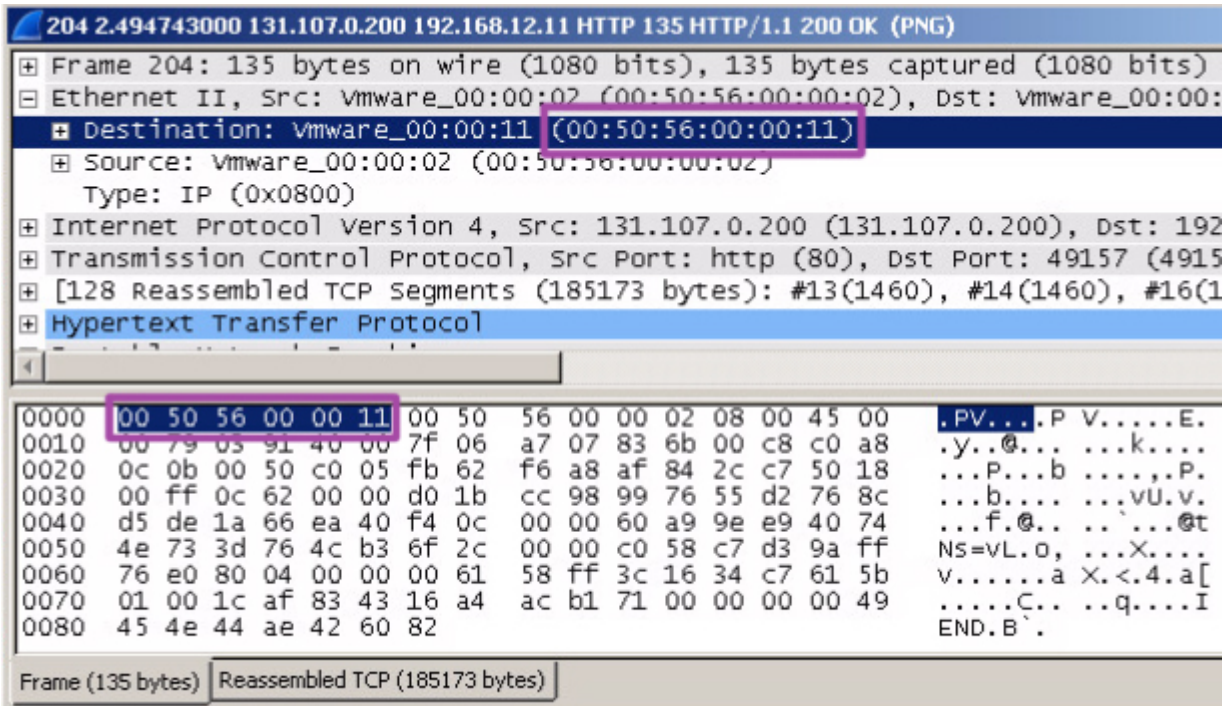 204 2.494743000 131.107.0.200 192.168.12.11 HTTP 135 HTTP/1.1 200 OK (PNG)
Frame 204: 135 bytes on wire (1080 bits), 135 bytes captured (1080 bits)
Ethernet II, Src: Vmware_00:00:02 (00:50:56:00:00:02), Dst: Vmware_00:00:
Destination: Vmware_00:00:11 (00:50:56:00:00:11)
Source: Vmware_00:00:02 (00:50:56:00:00:02)
Type: IP (0x0800)
Internet Protocol Version 4, Src: 131.107.0.200 (131.107.0.200), Dst: 192
Transmission Control Protocol, Src Port: http (80), Dst Port: 49157 (4915
[128 Reassembled TCP Segments (185173 bytes): #13(1460), #14(1460), #16(1
Hypertext Transfer Protocol
0000 00 50 56 00 00 11 00 50 56 00 00 02 08 00 45 00 .PV....P V.....E.
0010 00 79 05 91 40 00 7f 06 a7 07 83 6b 00 c8 c0 a8 .y..@... ...k....
0020 0c 0b 00 50 c0 05 fb 62 f6 a8 af 84 2c c7 50 18 ...P...b ....,.P.
0030 00 ff 0c 62 00 00 d0 1b cc 98 99 76 55 d2 76 8c ...b.... ...vU.v.
0040 d5 de 1a 66 ea 40 f4 0c 00 00 60 a9 9e e9 40 74 ...f.@.. ..`...@t
0050 4e 73 3d 76 4c b3 6f 2c 00 00 c0 58 c7 d3 9a ff Ns=vL.o, ...X....
0060 76 e0 80 04 00 00 00 61 58 ff 3c 16 34 c7 61 5b v......a X.<.4.a[
0070 01 00 1c af 83 43 16 a4 ac b1 71 00 00 00 00 49 .....C.. ..q....I
0080 45 4e 44 ae 42 60 82 END.B`.
Frame (135 bytes) Reassembled TCP (185173 bytes)